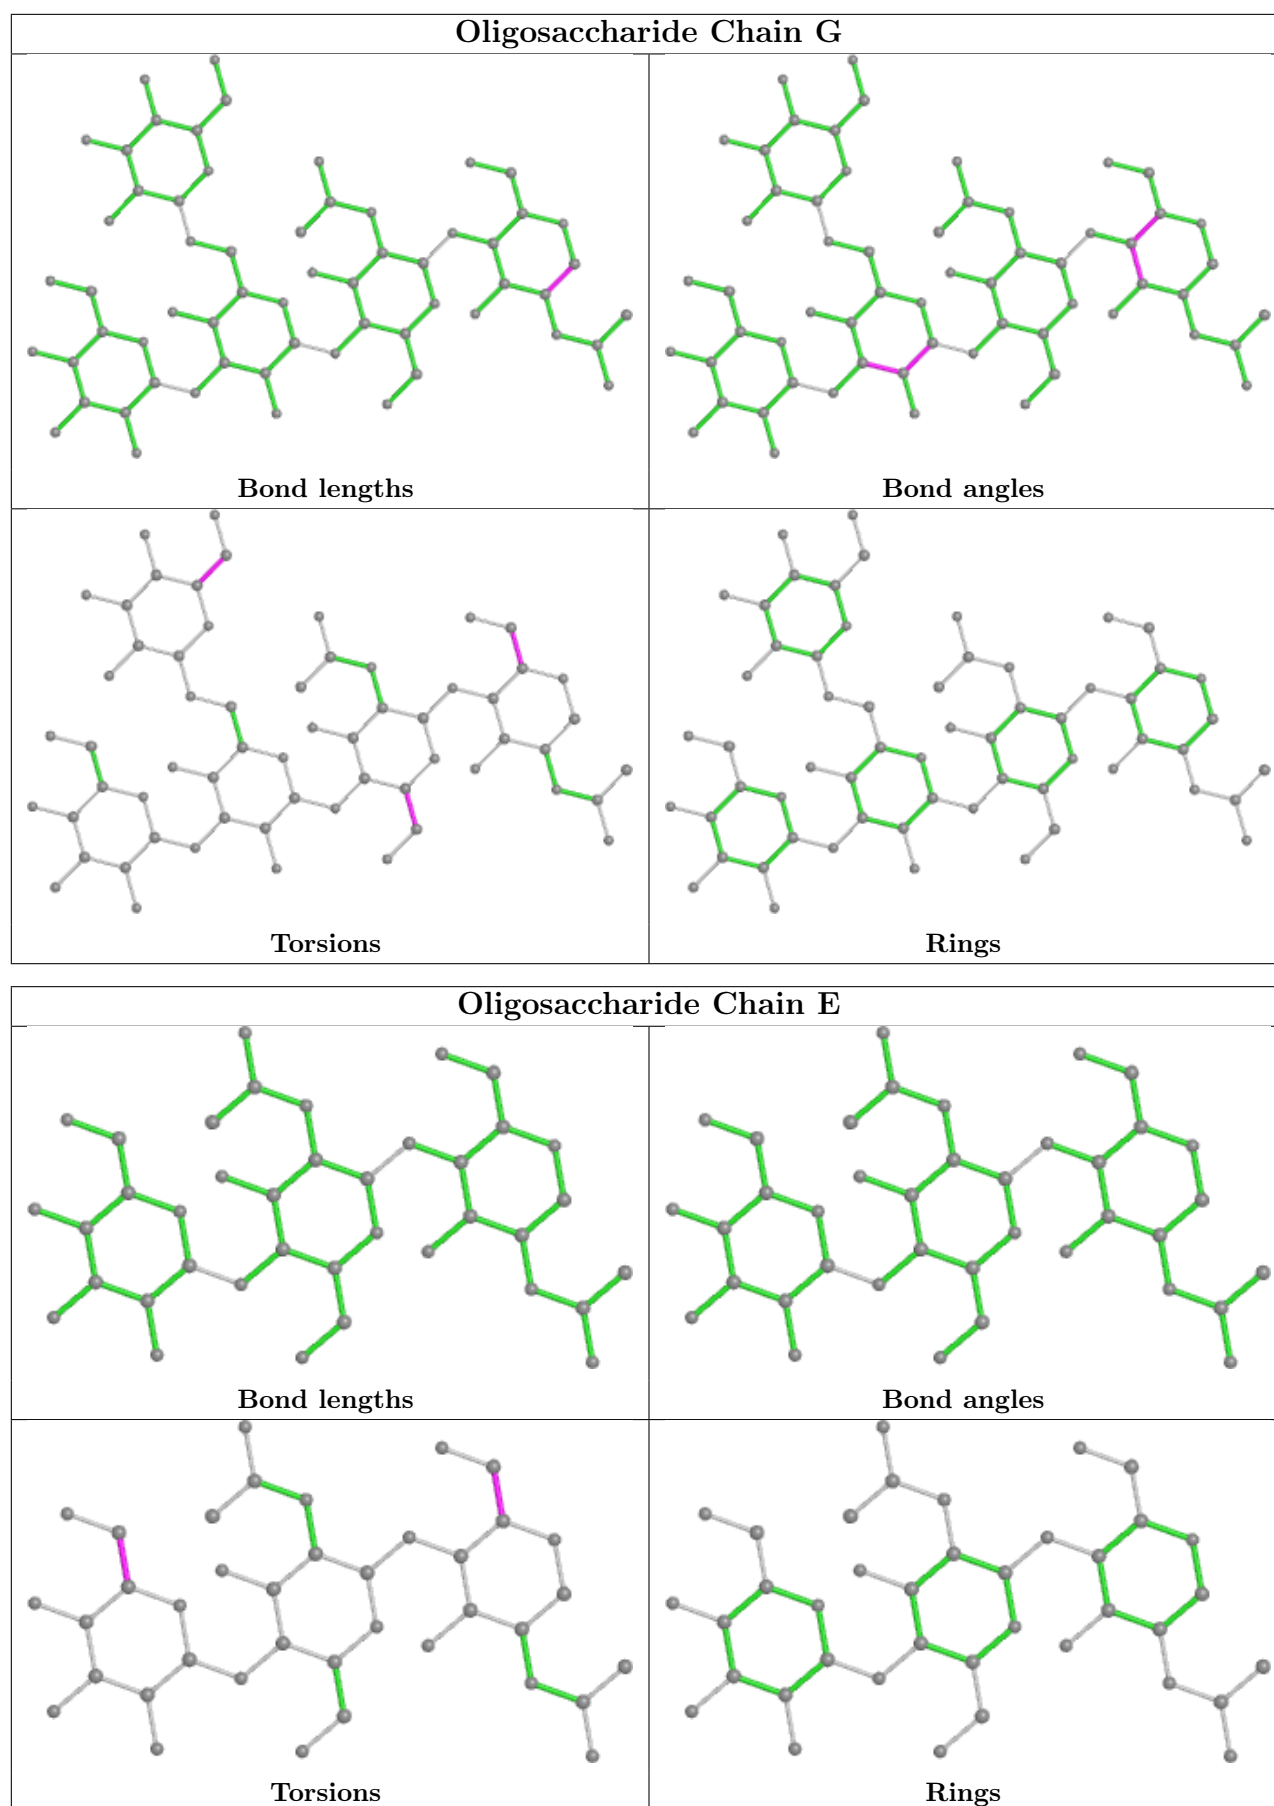 Oligosaccharide Chain G
Bond lengths
Bond angles
Torsions
Rings
Oligosaccharide Chain E
Bond lengths
Bond angles
Torsions
Rings